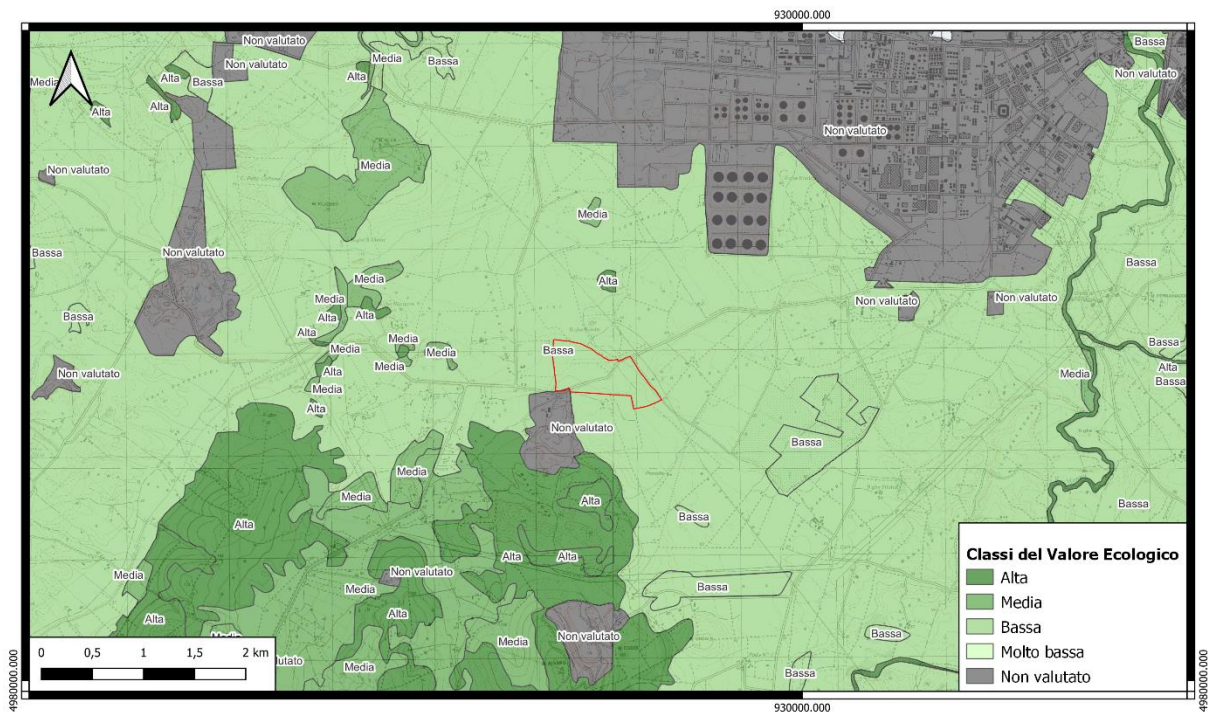 930000.000
Non valutato
Media
Bassa
Bassa
Non valutato
Alta
Bassa
Non valutato
Media
Alta
Alta
Non valutato
Media
Non valutato
Media
Non valutato
Bassa
Bassa
Bassa
Media
Alta
Media
Non valutato
Non valutato
Bassa
Alta
Alta
Alta
Media
Bassa
Media
Media
Bassa
Non valutato
Media
Alta
Media
Alta
Bassa
Media
Alta
Non valutato
Bassa
Media
Media
Alta
Bassa
Bassa
Alta
Alta
Alta
Non valutato
Media
Media
Bassa
Alta
Alta
Media
Non valutato
Bassa
Media
Media
Bassa
Classi del Valore Ecologico
Alta
Media
Bassa
Molto bassa
Non valutato
0 0,5 1 1,5 2 km
4980000.000
4980000.000
930000.000